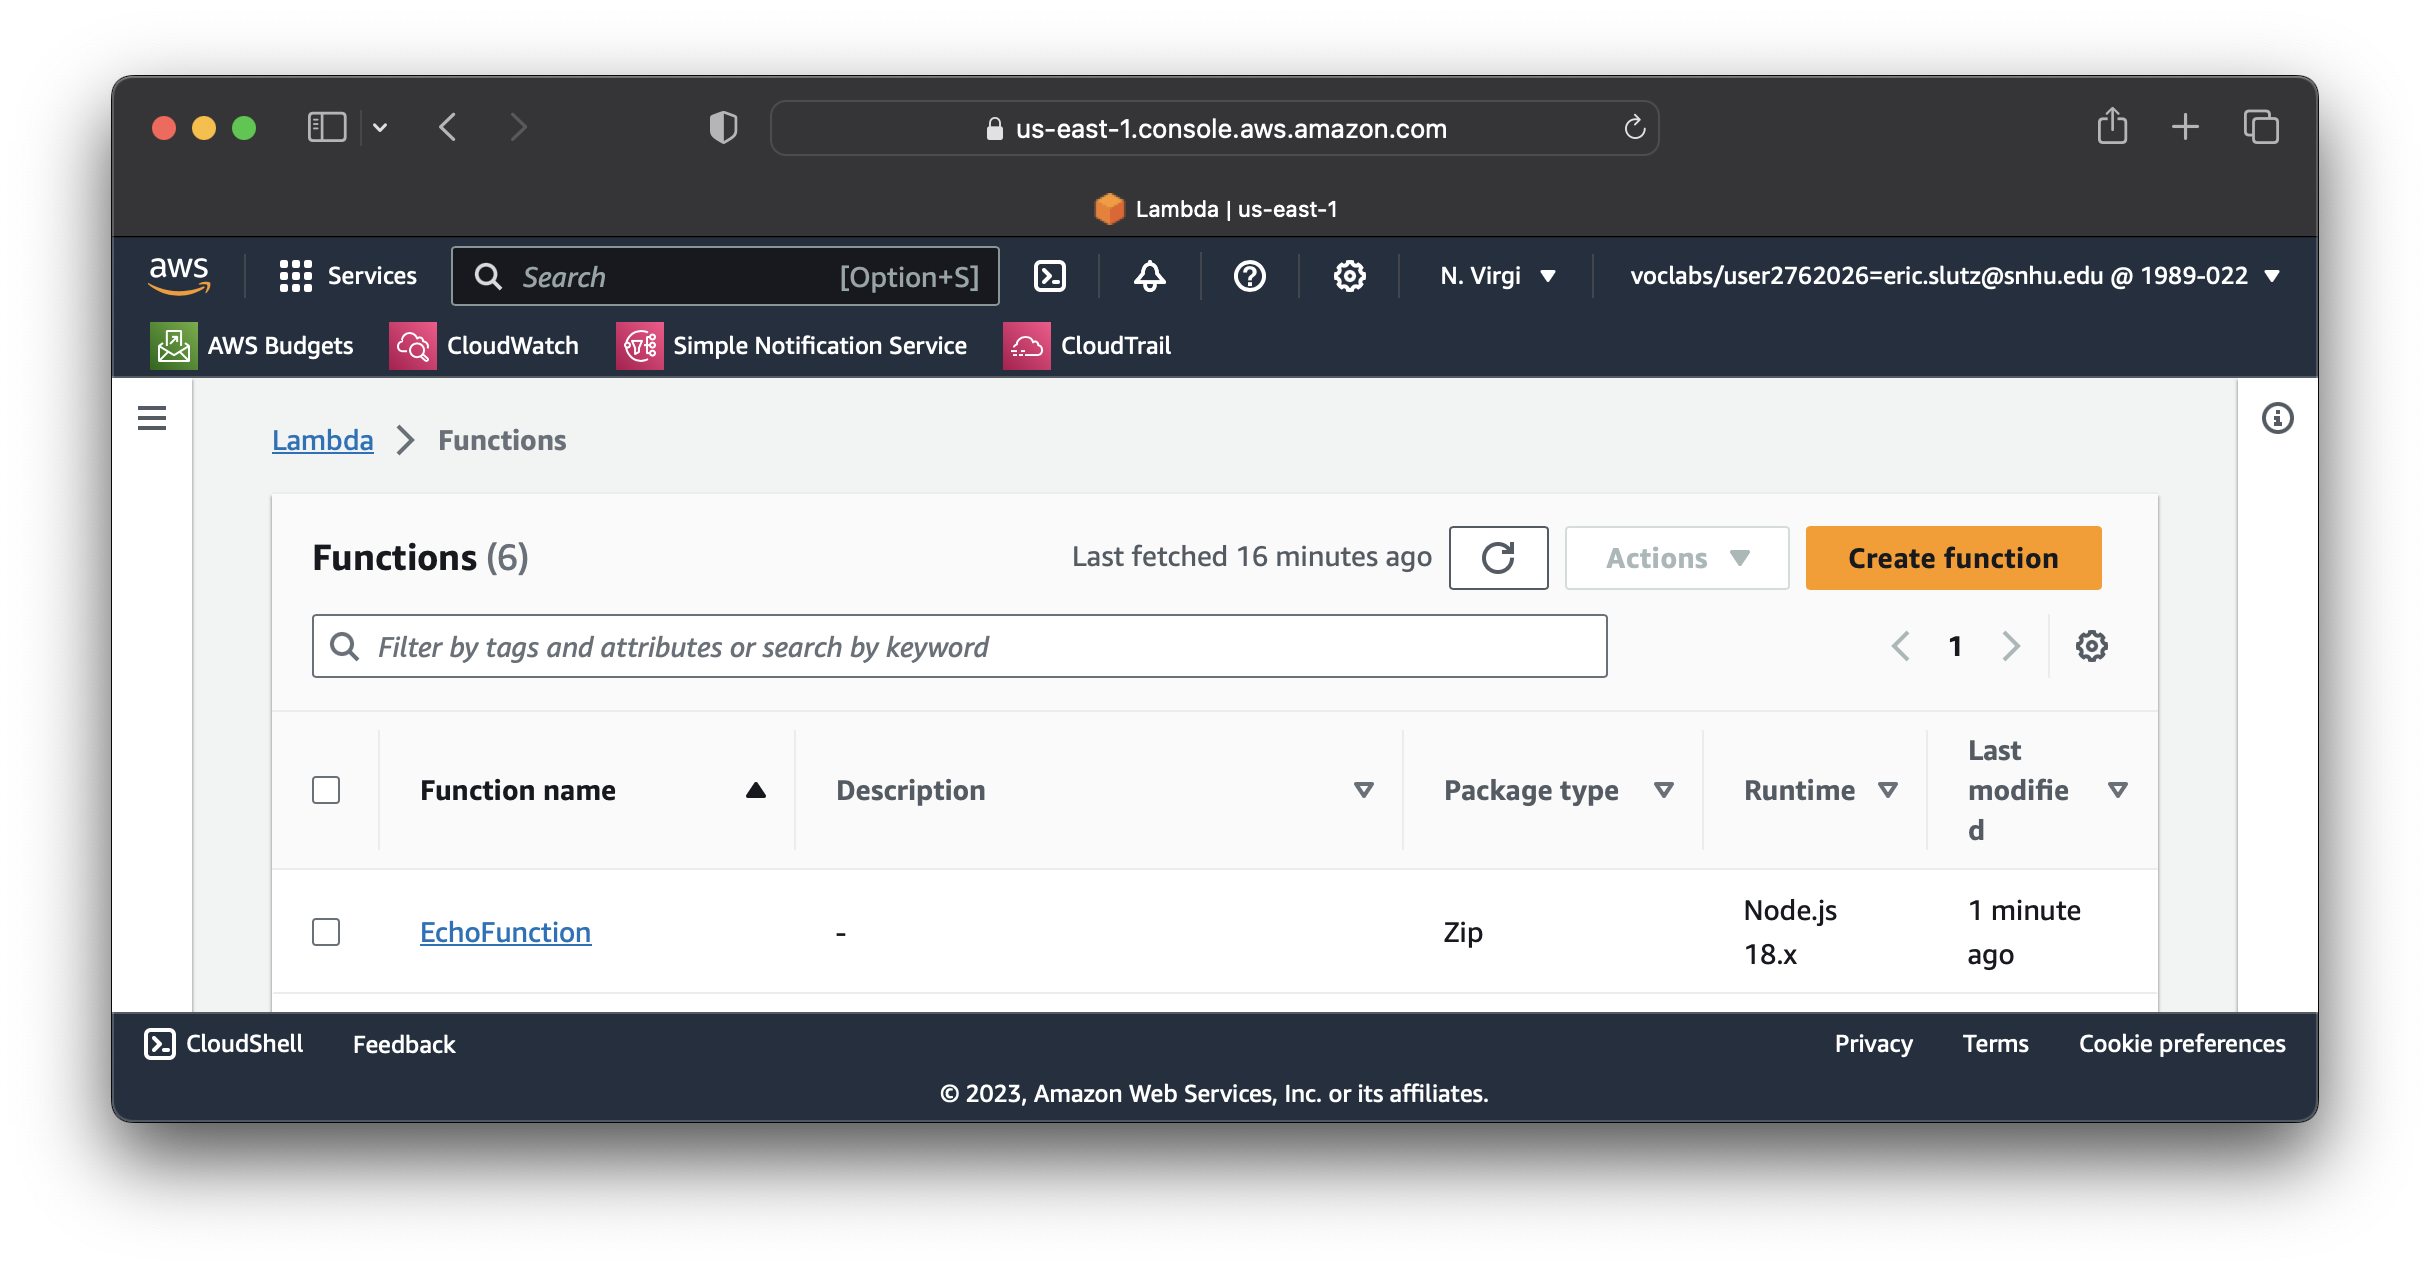 us-east-1.console.aws.amazon.com
Lambda | us-east-1
aws
Services
Search
[Option+S]
N. Virgi
voclabs/user2762026=eric.slutz@snhu.edu @ 1989-022
AWS Budgets
CloudWatch
Simple Notification Service
CloudTrail
Lambda
Functions
Functions (6)
Last fetched 16 minutes ago
Actions
Create function
Filter by tags and attributes or search by keyword
1
Function name
Description
Package type
Runtime
Last
modifie
d
EchoFunction
-
Zip
Node.js
18.x
1 minute
ago
CloudShell
Feedback
Privacy
Terms
Cookie preferences
© 2023, Amazon Web Services, Inc. or its affiliates.